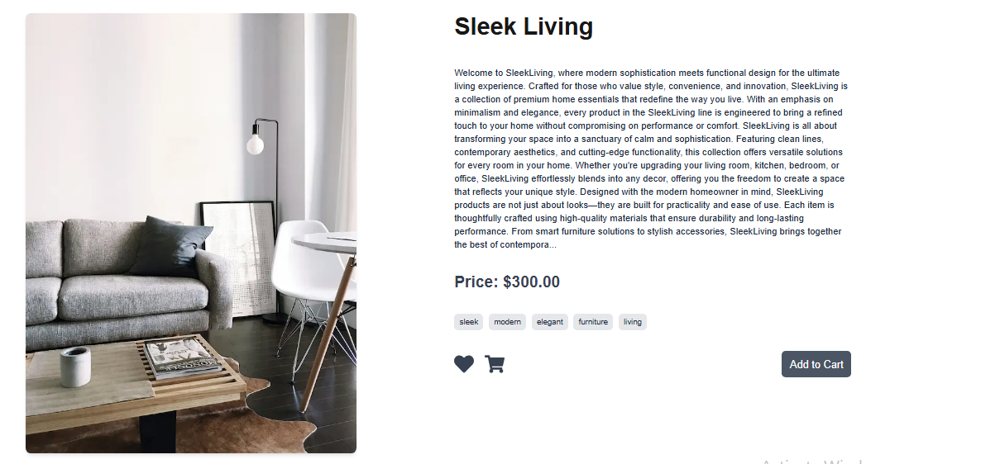 Sleek Living
Welcome to SleekLiving, where modern sophistication meets functional design for the ultimate
living experience. Crafted for those who value style, convenience, and innovation, SleekLiving is
a collection of premium home essentials that redefine the way you live. With an emphasis on
minimalism and elegance, every product in the SleekLiving line is engineered to bring a refined
touch to your home without compromising on performance or comfort. SleekLiving is all about
transforming your space into a sanctuary of calm and sophistication. Featuring clean lines,
contemporary aesthetics, and cutting-edge functionality, this collection offers versatile solutions
for every room in your home. Whether you're upgrading your living room, kitchen, bedroom, or
office, SleekLiving effortlessly blends into any decor, offering you the freedom to create a space
that reflects your unique style. Designed with the modern homeowner in mind, SleekLiving
products are not just about looks—they are built for practicality and ease of use. Each item is
thoughtfully crafted using high-quality materials that ensure durability and long-lasting
performance. From smart furniture solutions to stylish accessories, SleekLiving brings together
the best of contempora...
Price: $300.00
sleek modern elegant furniture living
Add to Cart